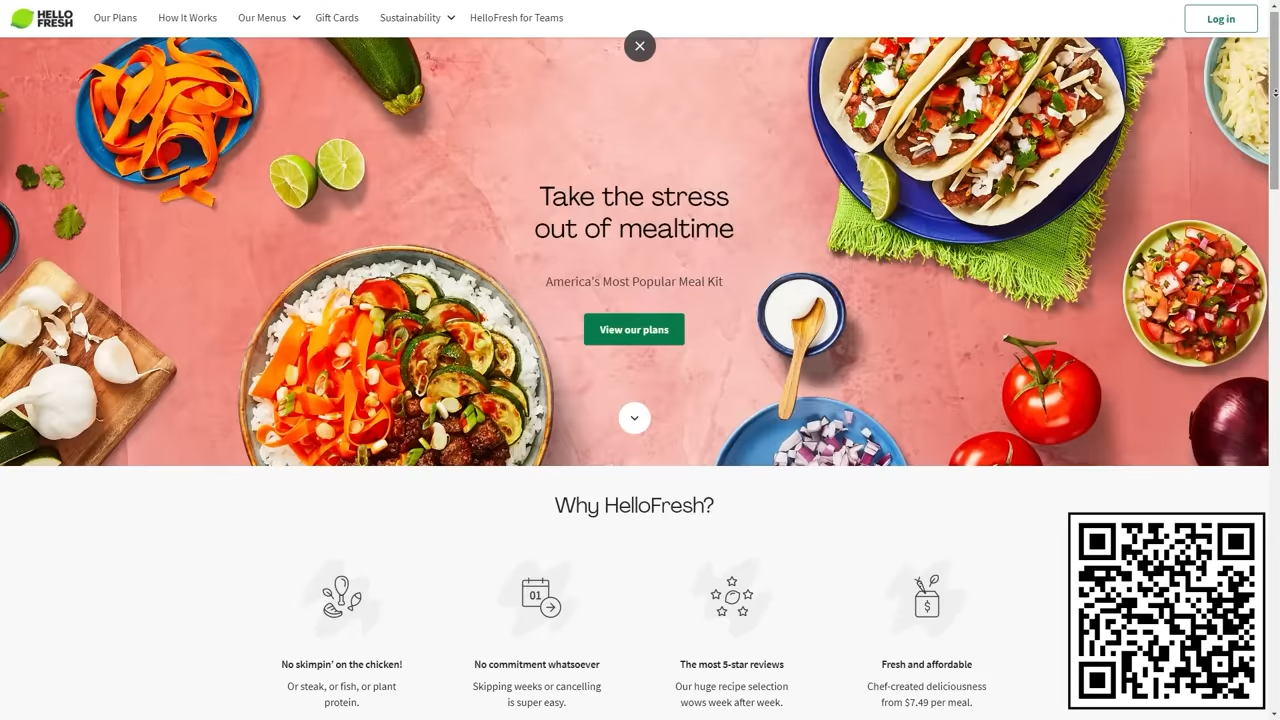 HELLO
FRESH
Our Plans
How It Works
Our Menus
Gift Cards
Sustainability
HelloFresh for Teams
Log in
Take the stress
out of mealtime
America's Most Popular Meal Kit
View our plans
Why HelloFresh?
01
$
No skimpin' on the chicken!
Or steak, or fish, or plant
protein.
No commitment whatsoever
Skipping weeks or cancelling
is super easy.
The most 5-star reviews
Our huge recipe selection
wows week after week.
Fresh and affordable
Chef-created deliciousness
from $7.49 per meal.